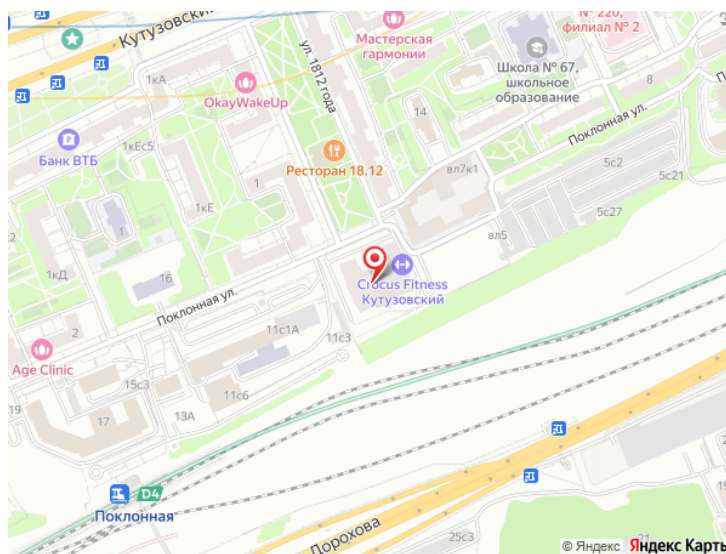 № 220,
филиал № 2
Кутузовский
Мастерская
гармонии
ул. 1812 года
Школа № 67,
школьное
образование
1кА
OkayWakeUp
8
14
Поклонная ул.
Банк ВТБ
1кЕс5
Ресторан 18.12
вл7к1
5с2
5с21
1
1кЕ
5с27
вл5
1кД
16
Crocus Fitness
Кутузовский
Поклонная ул.
2
11с1А
11с3
Age Clinic
15с3
11с6
19
13А
17
D4
Поклонная
Дорохова
25с3
21
© Яндекс Яндекс Карты